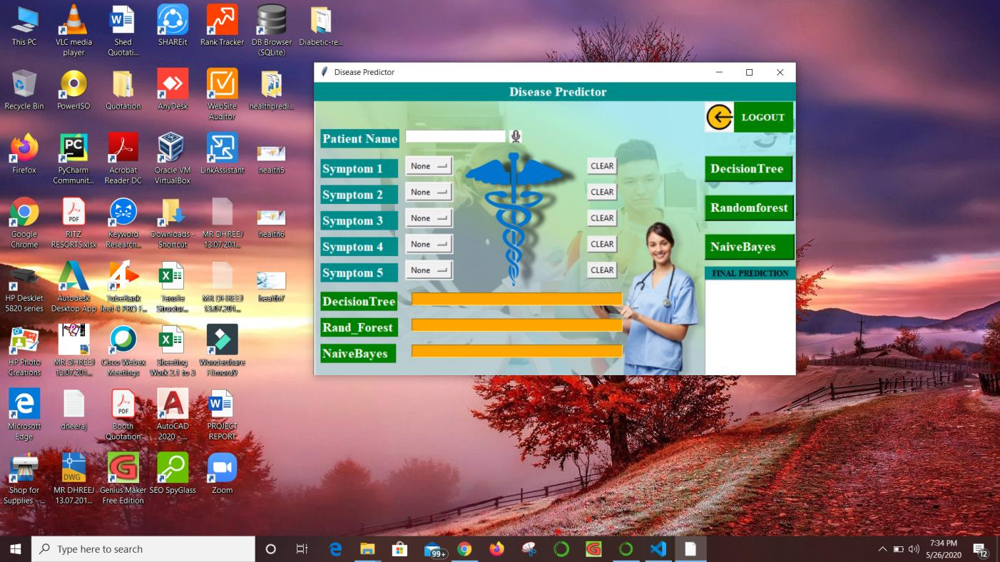 This PC
VLC media
player
Shed
Quotati...
SHAREit
Rank Tracker
DB Browser
(SQLite)
Diabetic-re...
Recycle Bin
PowerISO
Quotation
AnyDesk
WebSite
Auditor
healthpredi...
Firefox
PyCharm
Communit...
Acrobat
Reader DC
Oracle VM
VirtualBox
LinkAssistant
health5
Google
Chrome
RITZ
RESORTS.xlsx
Keyword
Research...
Downloads -
Shortcut
MR DHREEJ
13.07.201...
health6
HP DeskJet
5820 series
Autodesk
Desktop App
TubeRank
Jeet 4 PRO F...
Tensile
Structur...
MR DHREEJ
13.07.201...
health7
HP Photo
Creations
MR DHREEJ
13.07.201...
Cisco Webex
Meetings
Sheeting
Work 2.1 to 3
Wondershare
Filmora9
Microsoft
Edge
dheeraj
Booth
Quotation
AutoCAD
2020 - ...
PROJECT
REPORT
Shop for
Supplies - ...
MR DHREEJ
13.07.201...
Genius Maker
Free Edition
SEO SpyGlass
Zoom
Disease Predictor
Disease Predictor
LOGOUT
Patient Name
Symptom 1 None CLEAR
Symptom 2 None CLEAR
Symptom 3 None CLEAR
Symptom 4 None CLEAR
Symptom 5 None CLEAR
DecisionTree
Rand_Forest
NaiveBayes
DecisionTree
Randomforest
NaiveBayes
FINAL PREDICTION
Type here to search
99+
7:34 PM
5/26/2020
12